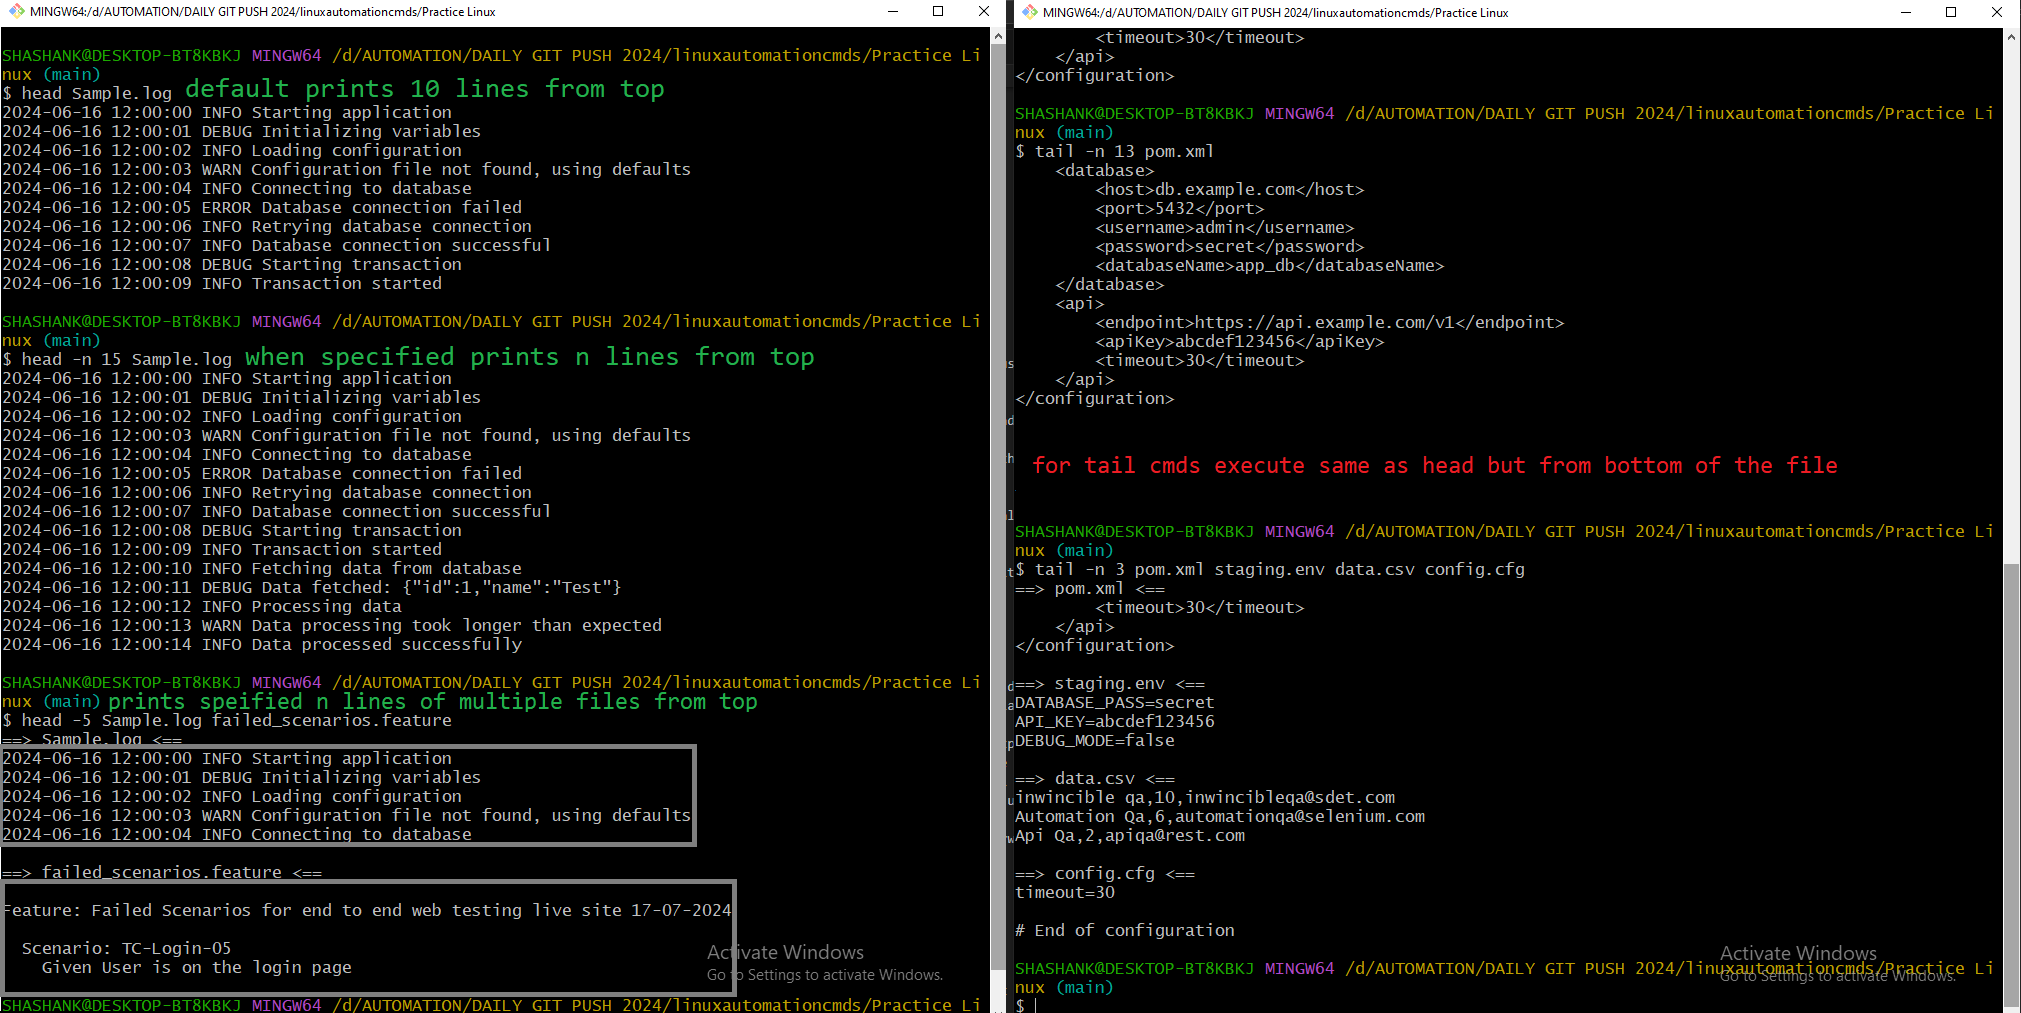 MINGW64:/d/AUTOMATION/DAILY GIT PUSH 2024/linuxautomationcmds/Practice Linux
SHASHANK@DESKTOP-BT8KBKJ MINGW64 /d/AUTOMATION/DAILY GIT PUSH 2024/linuxautomationcmds/Practice Li
nux (main)
$ head Sample.log default prints 10 lines from top
2024-06-16 12:00:00 INFO Starting application
2024-06-16 12:00:01 DEBUG Initializing variables
2024-06-16 12:00:02 INFO Loading configuration
2024-06-16 12:00:03 WARN Configuration file not found, using defaults
2024-06-16 12:00:04 INFO Connecting to database
2024-06-16 12:00:05 ERROR Database connection failed
2024-06-16 12:00:06 INFO Retrying database connection
2024-06-16 12:00:07 INFO Database connection successful
2024-06-16 12:00:08 DEBUG Starting transaction
2024-06-16 12:00:09 INFO Transaction started
SHASHANK@DESKTOP-BT8KBKJ MINGW64 /d/AUTOMATION/DAILY GIT PUSH 2024/linuxautomationcmds/Practice Li
nux (main)
$ head -n 15 Sample.log when specified prints n lines from top
2024-06-16 12:00:00 INFO Starting application
2024-06-16 12:00:01 DEBUG Initializing variables
2024-06-16 12:00:02 INFO Loading configuration
2024-06-16 12:00:03 WARN Configuration file not found, using defaults
2024-06-16 12:00:04 INFO Connecting to database
2024-06-16 12:00:05 ERROR Database connection failed
2024-06-16 12:00:06 INFO Retrying database connection
2024-06-16 12:00:07 INFO Database connection successful
2024-06-16 12:00:08 DEBUG Starting transaction
2024-06-16 12:00:09 INFO Transaction started
2024-06-16 12:00:10 INFO Fetching data from database
2024-06-16 12:00:11 DEBUG Data fetched: {"id":1,"name":"Test"}
2024-06-16 12:00:12 INFO Processing data
2024-06-16 12:00:13 WARN Data processing took longer than expected
2024-06-16 12:00:14 INFO Data processed successfully
SHASHANK@DESKTOP-BT8KBKJ MINGW64 /d/AUTOMATION/DAILY GIT PUSH 2024/linuxautomationcmds/Practice Li
nux (main) prints speified n lines of multiple files from top
$ head -5 Sample.log failed_scenarios.feature
==> Sample.log <==
2024-06-16 12:00:00 INFO Starting application
2024-06-16 12:00:01 DEBUG Initializing variables
2024-06-16 12:00:02 INFO Loading configuration
2024-06-16 12:00:03 WARN Configuration file not found, using defaults
2024-06-16 12:00:04 INFO Connecting to database
==> failed_scenarios.feature <==
Feature: Failed Scenarios for end to end web testing live site 17-07-2024
Scenario: TC-Login-05
Given User is on the login page
Activate Windows
Go to Settings to activate Windows.
SHASHANK@DESKTOP-BT8KBKJ MINGW64 /d/AUTOMATION/DAILY GIT PUSH 2024/linuxautomationcmds/Practice Li
MINGW64:/d/AUTOMATION/DAILY GIT PUSH 2024/linuxautomationcmds/Practice Linux
<timeout>30</timeout>
</api>
</configuration>
SHASHANK@DESKTOP-BT8KBKJ MINGW64 /d/AUTOMATION/DAILY GIT PUSH 2024/linuxautomationcmds/Practice Li
nux (main)
$ tail -n 13 pom.xml
<database>
<host>db.example.com</host>
<port>5432</port>
<username>admin</username>
<password>secret</password>
<databaseName>app_db</databaseName>
</database>
<api>
<endpoint>https://api.example.com/v1</endpoint>
<apiKey>abcdef123456</apiKey>
<timeout>30</timeout>
</api>
</configuration>
for tail cmds execute same as head but from bottom of the file
SHASHANK@DESKTOP-BT8KBKJ MINGW64 /d/AUTOMATION/DAILY GIT PUSH 2024/linuxautomationcmds/Practice Li
nux (main)
$ tail -n 3 pom.xml staging.env data.csv config.cfg
==> pom.xml <==
<timeout>30</timeout>
</api>
</configuration>
==> staging.env <==
DATABASE_PASS=secret
API_KEY=abcdef123456
DEBUG_MODE=false
==> data.csv <==
inwincible qa,10,inwincibleqa@sdet.com
Automation Qa,6,automationqa@selenium.com
Api Qa,2,apiqa@rest.com
==> config.cfg <==
timeout=30
# End of configuration
Activate Windows
Go to Settings to activate Windows.
SHASHANK@DESKTOP-BT8KBKJ MINGW64 /d/AUTOMATION/DAILY GIT PUSH 2024/linuxautomationcmds/Practice Li
nux (main)
$